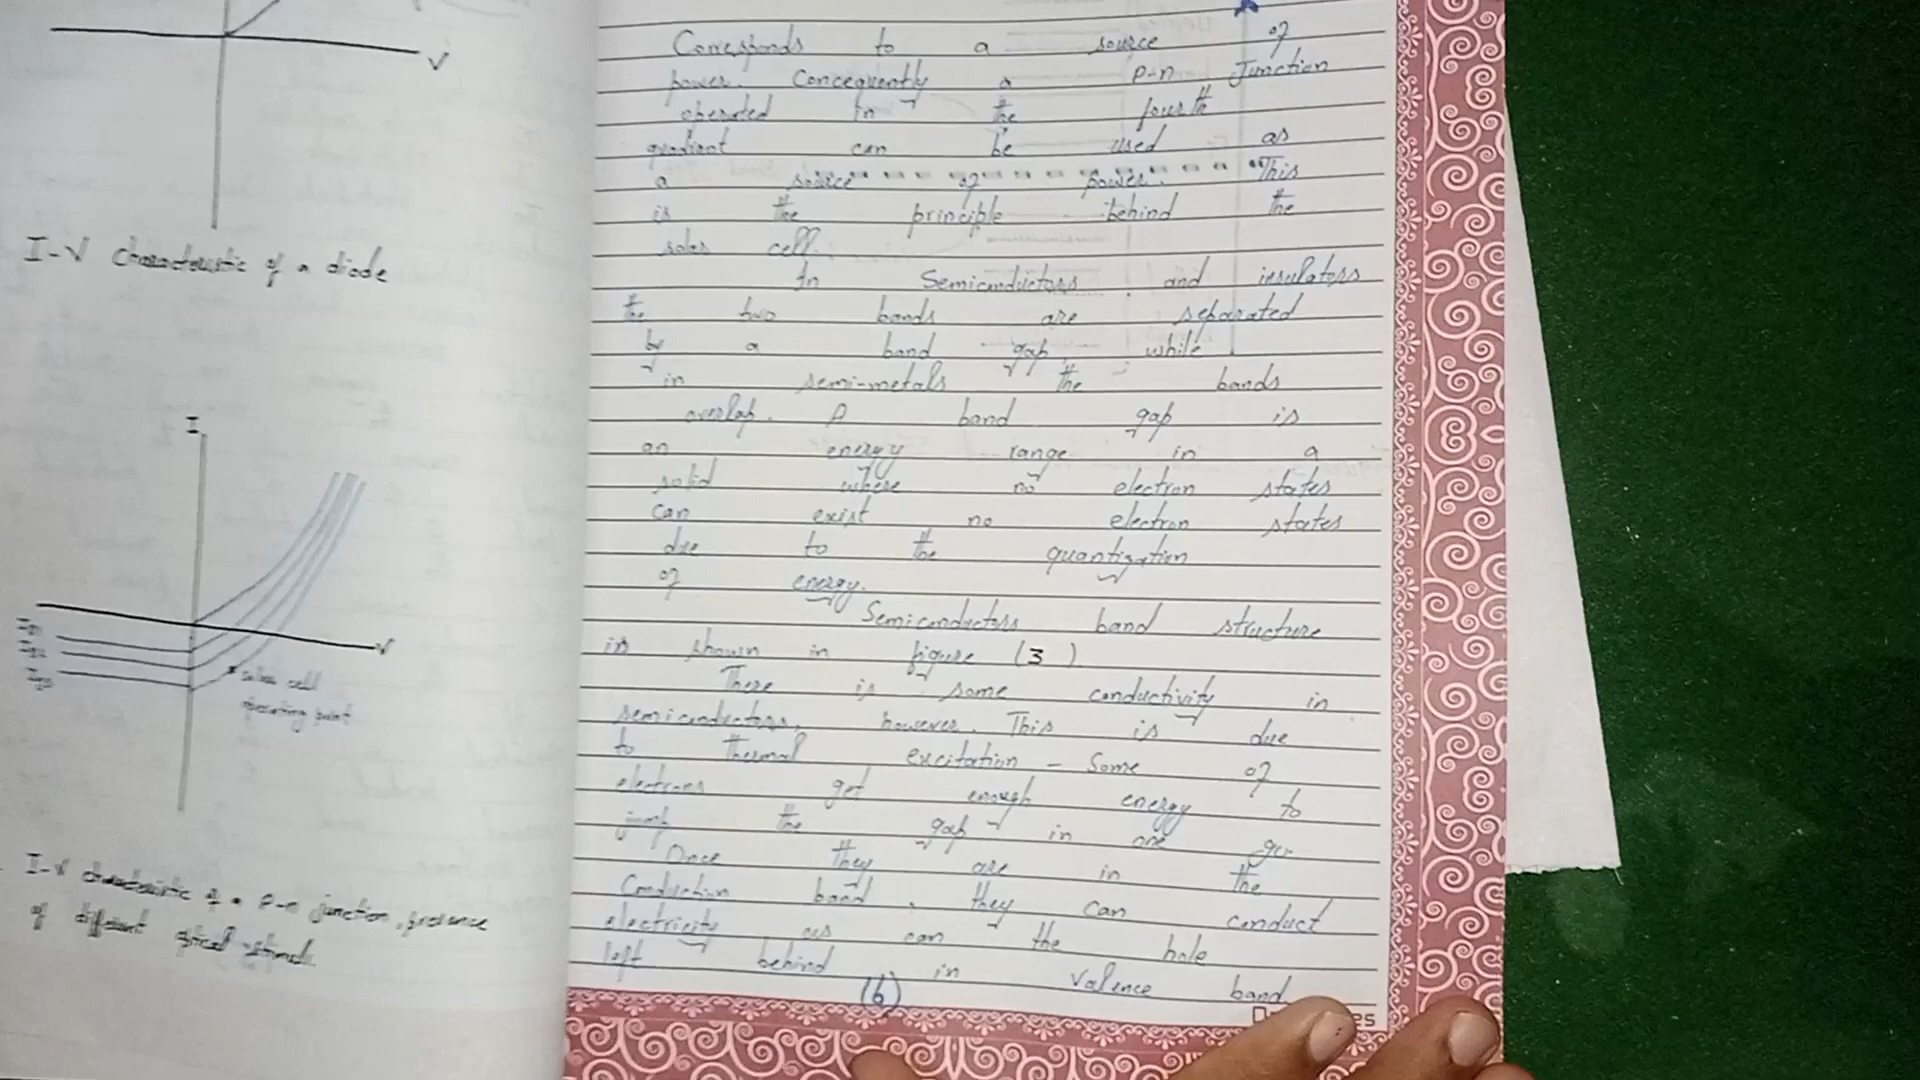 V
I-V characteristic of a diode
I
V
solar cell
operating point
I-V characteristic of a P-n junction, presence
of different optical
Corresponds to a source of
power. Concequently a p-n Junction
operated in the fourth
quadrant can be used as
a source of power. This
is the principle behind the
solar cell.
In Semiconductors and insulators
the two bands are separated
by a band gap, while
in semi-metals the bands
overlap. A band gap is
an energy range in a
solid where no electron states
can exist no electron states
due to the quantization
of energy.
Semiconductors band structure
is shown in figure (3)
There is some conductivity in
semiconductors, however. This is due
to thermal excitation - Some of
electrons get enough energy to
jump the gap in one go
Once they are in the
Conduction band, they can conduct
electricity as can the hole
left behind in valence band
(6)